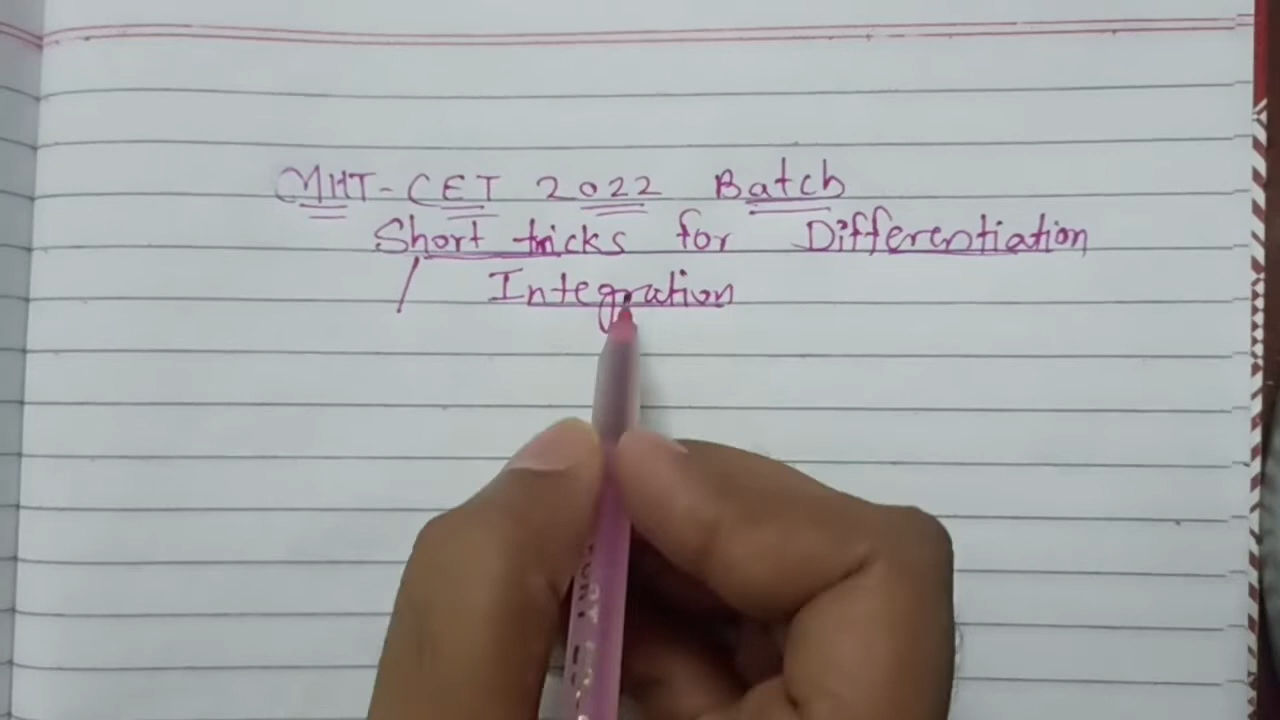 MHT-CET 2022 Batch
Short tricks for Differentiation
/ Integration